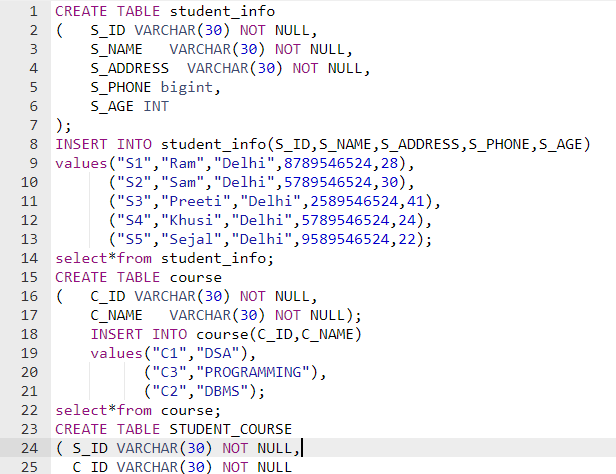 1 CREATE TABLE student_info
2 ( S_ID VARCHAR(30) NOT NULL,
3 S_NAME VARCHAR(30) NOT NULL,
4 S_ADDRESS VARCHAR(30) NOT NULL,
5 S_PHONE bigint,
6 S_AGE INT
7 );
8 INSERT INTO student_info(S_ID,S_NAME,S_ADDRESS,S_PHONE,S_AGE)
9 values("S1","Ram","Delhi",8789546524,28),
10 ("S2","Sam","Delhi",5789546524,30),
11 ("S3","Preeti","Delhi",2589546524,41),
12 ("S4","Khusi","Delhi",5789546524,24),
13 ("S5","Sejal","Delhi",9589546524,22);
14 select*from student_info;
15 CREATE TABLE course
16 ( C_ID VARCHAR(30) NOT NULL,
17 C_NAME VARCHAR(30) NOT NULL);
18 INSERT INTO course(C_ID,C_NAME)
19 values("C1","DSA"),
20 ("C3","PROGRAMMING"),
21 ("C2","DBMS");
22 select*from course;
23 CREATE TABLE STUDENT_COURSE
24 ( S_ID VARCHAR(30) NOT NULL,
25 C_ID VARCHAR(30) NOT NULL